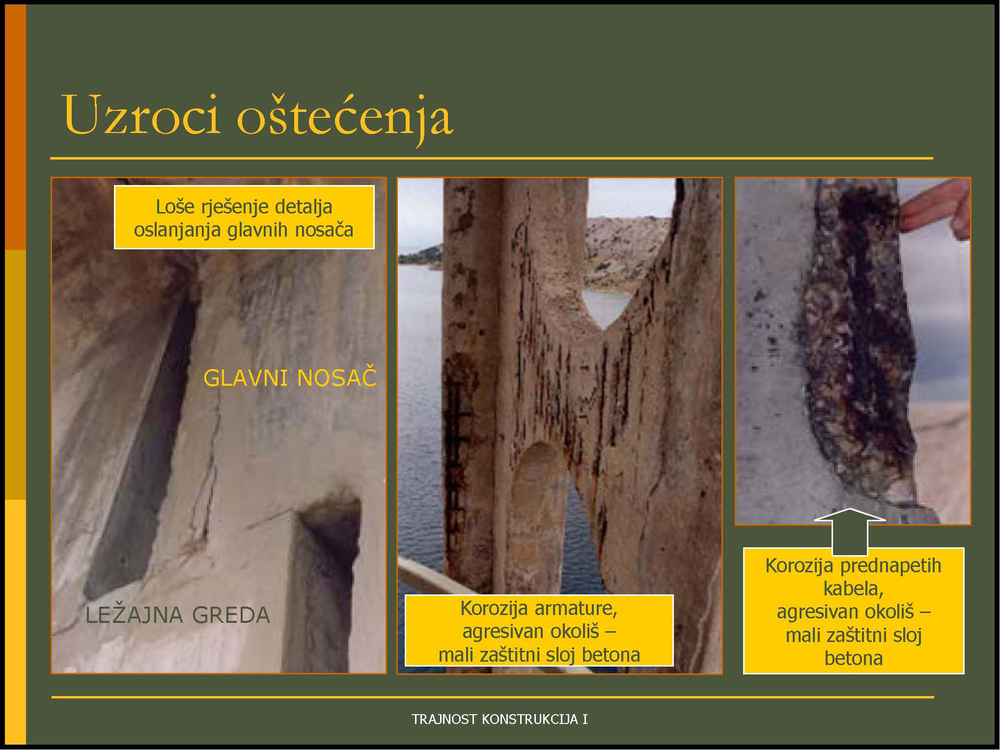 Uzroci oštećenja
Loše rješenje detalja
oslanjanja glavnih nosača
GLAVNI NOSAČ
LEŽAJNA GREDA
Korozija armature,
agresivan okoliš –
mali zaštitni sloj betona
Korozija prednapetih
kabela,
agresivan okoliš –
mali zaštitni sloj
betona
TRAJNOST KONSTRUKCIJA I